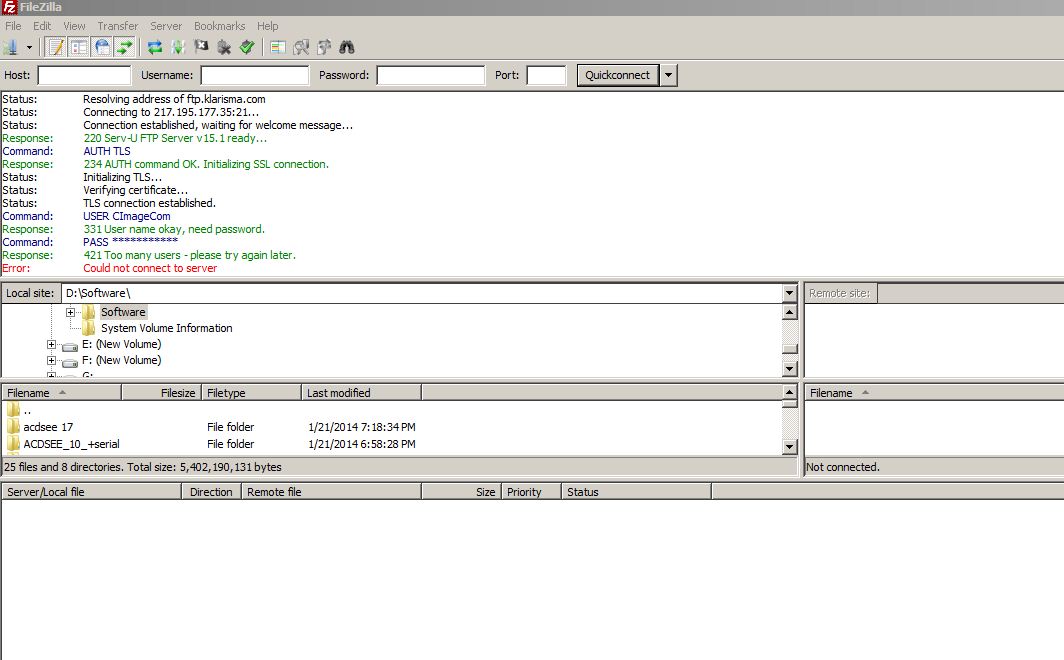 FileZilla
File Edit View Transfer Server Bookmarks Help
Host: Username: Password: Port: Quickconnect
Status: Resolving address of ftp.klarisma.com
Status: Connecting to 217.195.177.35:21...
Status: Connection established, waiting for welcome message...
Response: 220 Serv-U FTP Server v15.1 ready...
Command: AUTH TLS
Response: 234 AUTH command OK. Initializing SSL connection.
Status: Initializing TLS...
Status: Verifying certificate...
Status: TLS connection established.
Command: USER CImageCom
Response: 331 User name okay, need password.
Command: PASS ***********
Response: 421 Too many users - please try again later.
Error: Could not connect to server
Local site: D:\Software\ Remote site:
Software
System Volume Information
E: (New Volume)
F: (New Volume)
G:
Filename Filesize Filetype Last modified Filename
..
acdsee 17 File folder 1/21/2014 7:18:34 PM
ACDSEE_10_+serial File folder 1/21/2014 6:58:28 PM
25 files and 8 directories. Total size: 5,402,190,131 bytes Not connected.
Server/Local file Direction Remote file Size Priority Status